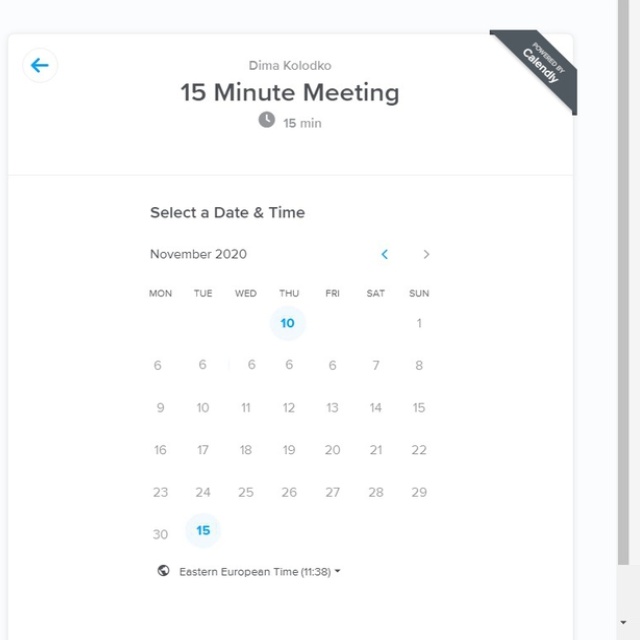 POWERED BY
Calendly
Dima Kolodko
15 Minute Meeting
15 min
Select a Date & Time
November 2020
MON TUE WED THU FRI SAT SUN
10 1
6 6 6 6 6 7 8
9 10 11 12 13 14 15
16 17 18 19 20 21 22
23 24 25 26 27 28 29
30 15
Eastern European Time (11:38)